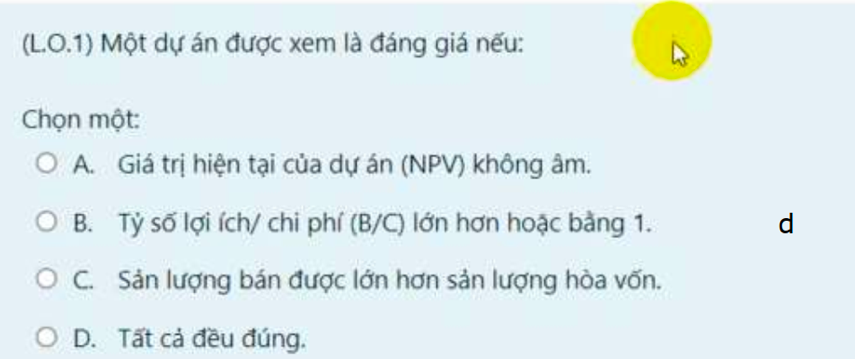 (L.O.1) Một dự án được xem là đáng giá nếu:
Chọn một:
A. Giá trị hiện tại của dự án (NPV) không âm.
B. Tỷ số lợi ích/ chi phí (B/C) lớn hơn hoặc bằng 1. d
C. Sản lượng bán được lớn hơn sản lượng hòa vốn.
D. Tất cả đều đúng.